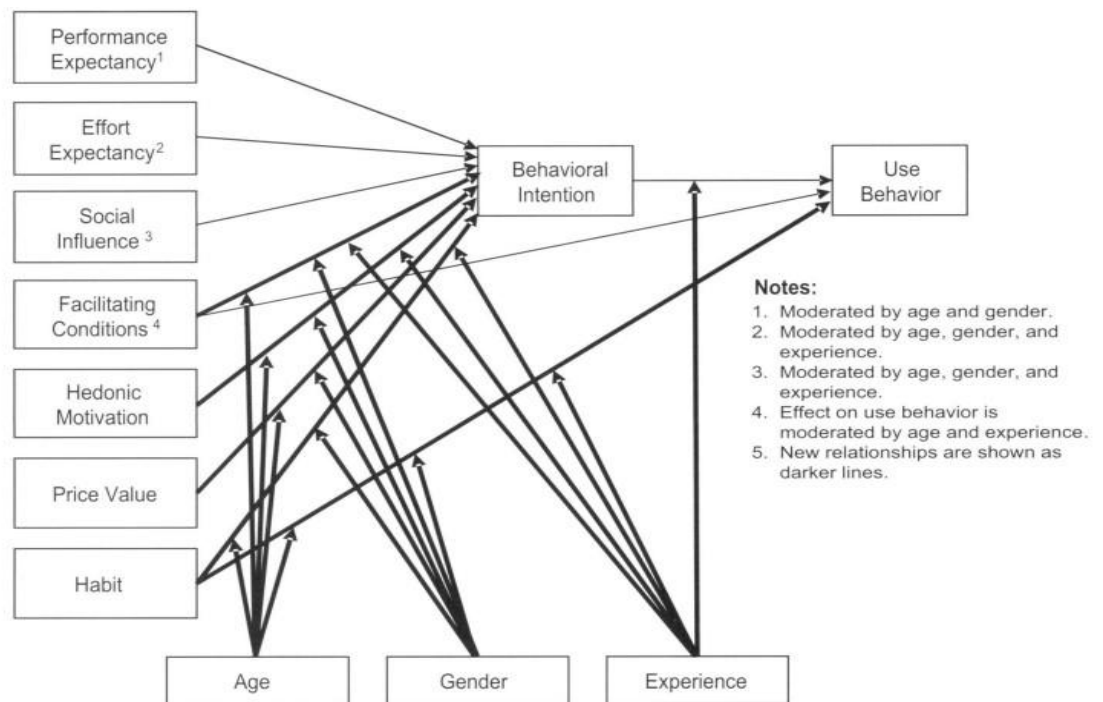 Performance
Expectancy1
Effort
Expectancy2
Social
Influence 3
Facilitating
Conditions 4
Hedonic
Motivation
Price Value
Habit
Behavioral
Intention
Use
Behavior
Notes:
1. Moderated by age and gender.
2. Moderated by age, gender, and
experience.
3. Moderated by age, gender, and
experience.
4. Effect on use behavior is
moderated by age and experience.
5. New relationships are shown as
darker lines.
Age
Gender
Experience